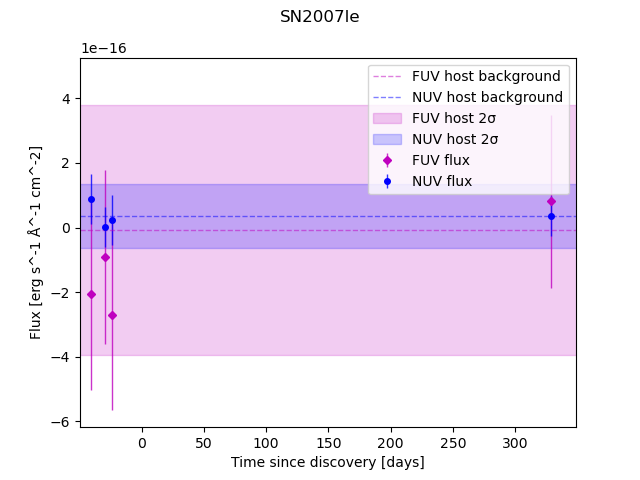 SN2007le
1e−16
FUV host background
NUV host background
FUV host 2σ
NUV host 2σ
FUV flux
NUV flux
4
2
0
−2
−4
−6
Flux [erg s^-1 Å^-1 cm^-2]
0 50 100 150 200 250 300
Time since discovery [days]